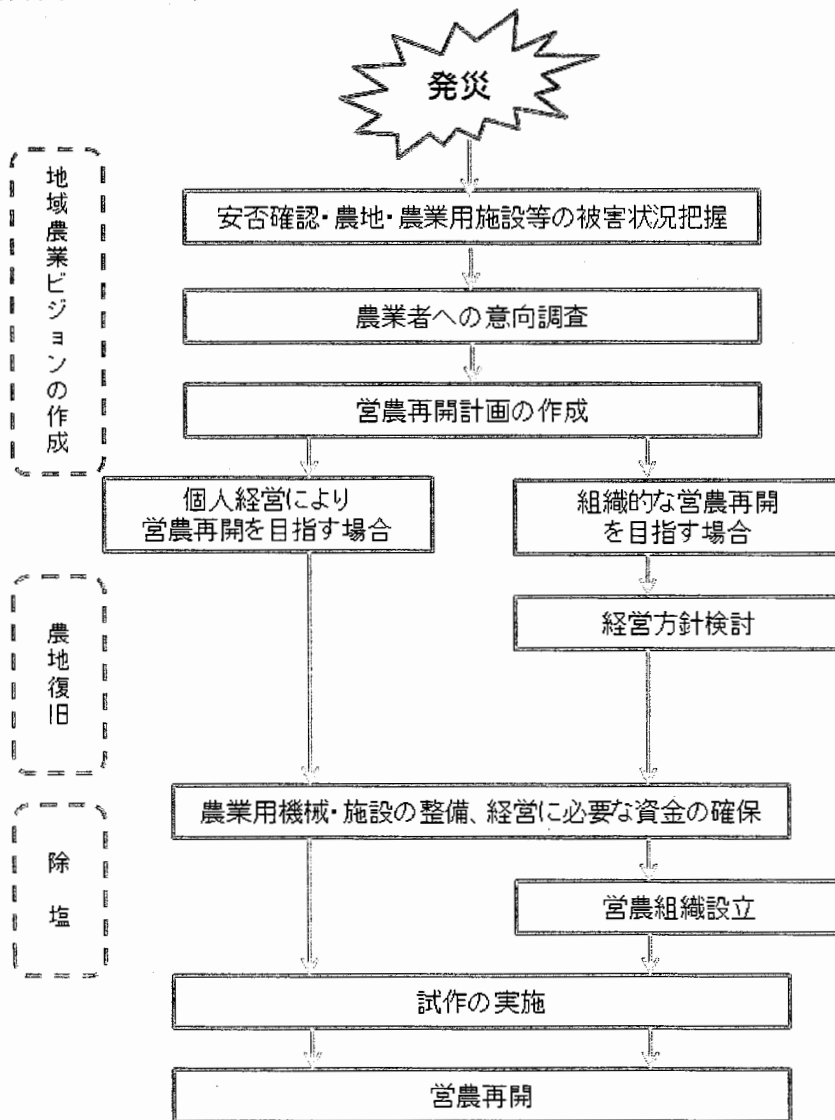 発災
地域農業ビジョンの作成
安否確認・農地・農業用施設等の被害状況把握
農業者への意向調査
営農再開計画の作成
個人経営により
営農再開を目指す場合
組織的な営農再開
を目指す場合
農地復旧
経営方針検討
農業用機械・施設の整備、経営に必要な資金の確保
除塩
営農組織設立
試作の実施
営農再開